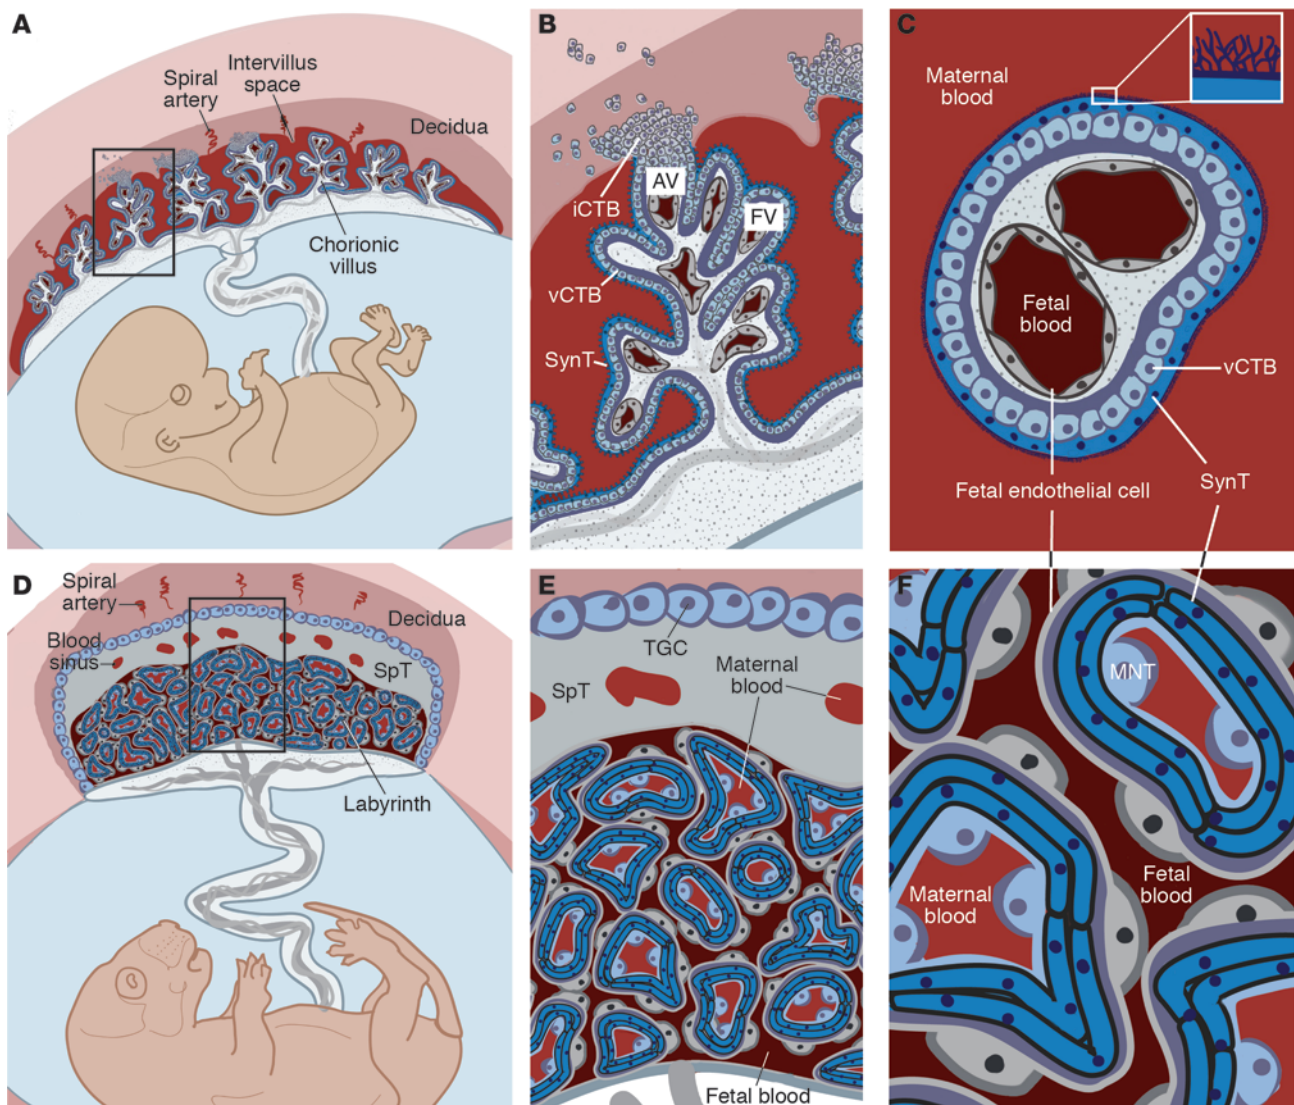 A
Spiral
artery
Intervillus
space
Decidua
Chorionic
villus
B
AV
iCTB
FV
vCTB
SynT
C
Maternal
blood
Fetal
blood
vCTB
Fetal endothelial cell
SynT
D
Spiral
artery
Decidua
Blood
sinus
SpT
Labyrinth
E
TGC
SpT
Maternal
blood
Fetal blood
F
MNT
Maternal
blood
Fetal
blood